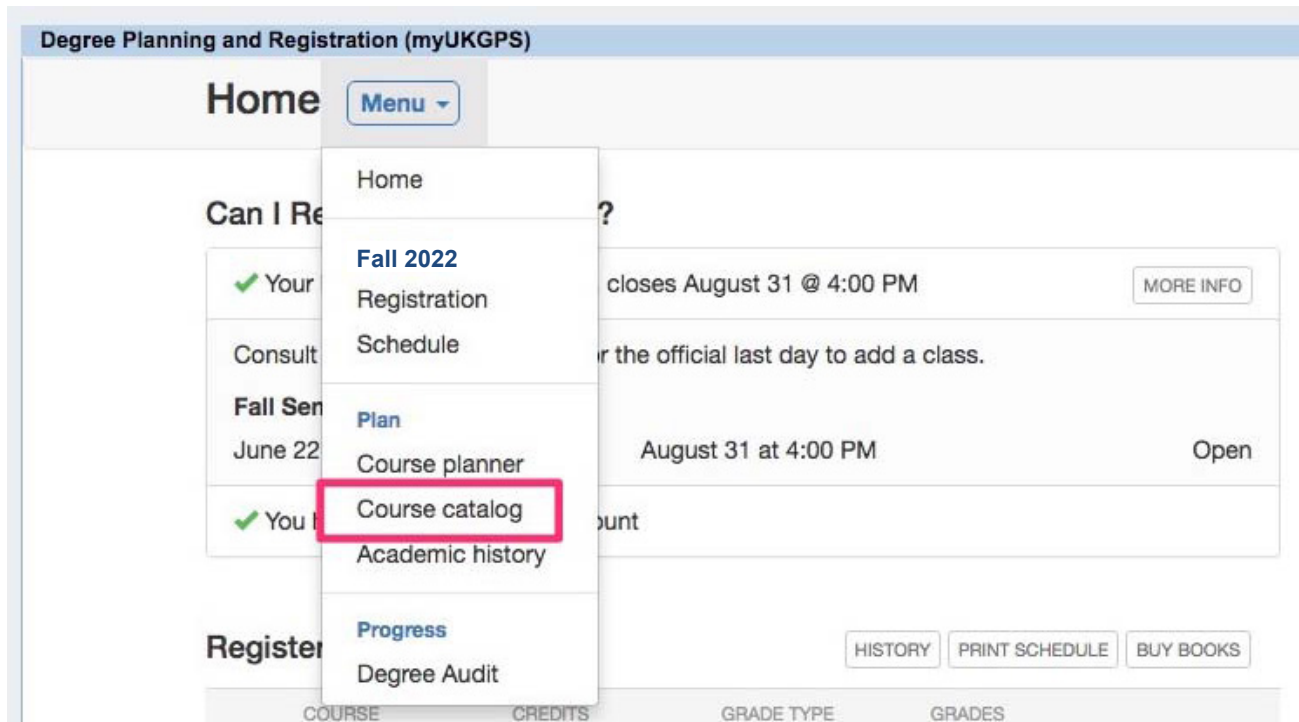 Degree Planning and Registration (myUKGPS)
Home Menu
Home
Can I Re ?
Fall 2022
Your closes August 31 @ 4:00 PM MORE INFO
Registration
Schedule
Consult r the official last day to add a class.
Fall Sen
Plan
June 22 August 31 at 4:00 PM Open
Course planner
Course catalog
You h ount
Academic history
Progress
Register HISTORY PRINT SCHEDULE BUY BOOKS
Degree Audit
COURSE CREDITS GRADE TYPE GRADES